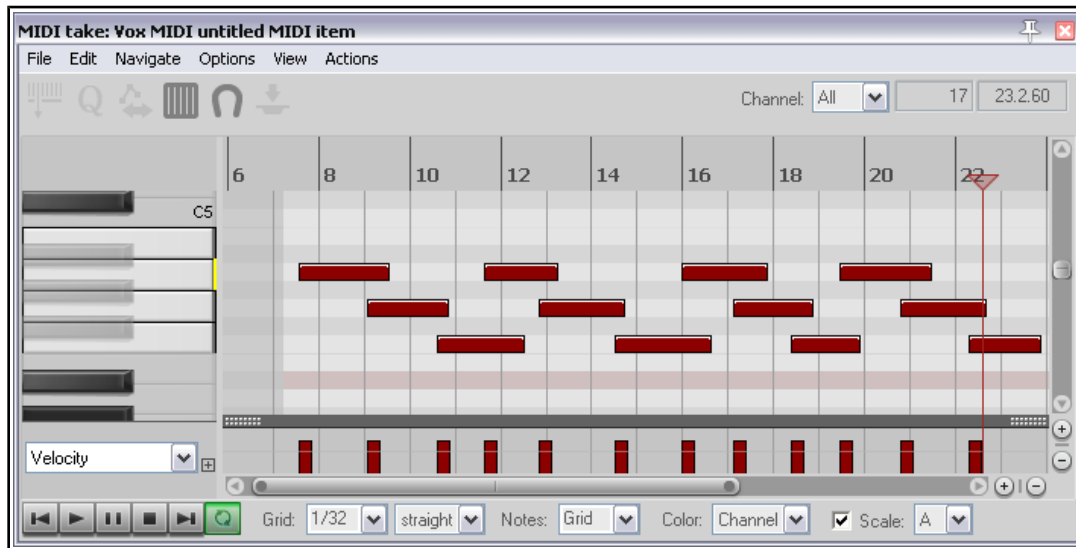 MIDI take: Vox MIDI untitled MIDI item
File Edit Navigate Options View Actions
Q Channel: All 17 23.2.60
6 8 10 12 14 16 18 20 22
C5
Velocity
Grid: 1/32 straight Notes: Grid Color: Channel Scale: A